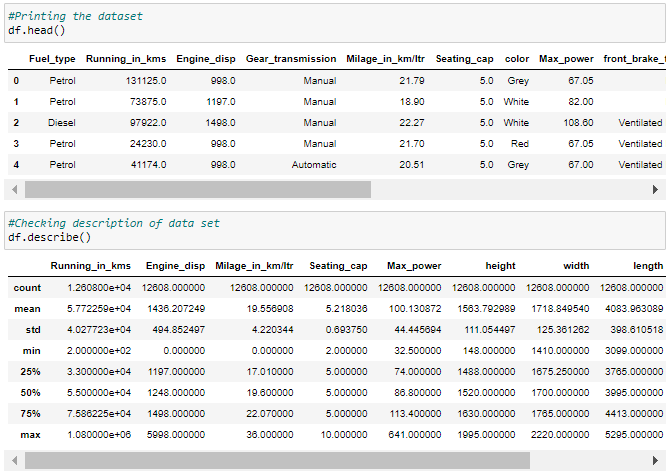 #Printing the dataset
df.head()
Fuel_type Running_in_kms Engine_disp Gear_transmission Milage_in_km/ltr Seating_cap color Max_power front_brake_t
0 Petrol 131125.0 998.0 Manual 21.79 5.0 Grey 67.05
1 Petrol 73875.0 1197.0 Manual 18.90 5.0 White 82.00
2 Diesel 97922.0 1498.0 Manual 22.27 5.0 White 108.60 Ventilated
3 Petrol 24230.0 998.0 Manual 21.70 5.0 Red 67.05 Ventilated
4 Petrol 41174.0 998.0 Automatic 20.51 5.0 Grey 67.00 Ventilated
#Checking description of data set
df.describe()
Running_in_kms Engine_disp Milage_in_km/ltr Seating_cap Max_power height width length
count 1.260800e+04 12608.000000 12608.000000 12608.000000 12608.000000 12608.000000 12608.000000 12608.000000
mean 5.772259e+04 1436.207249 19.556908 5.218036 100.130872 1563.792989 1718.849540 4083.963089
std 4.027723e+04 494.852497 4.220344 0.693750 44.445694 111.054497 125.361262 398.610518
min 2.000000e+02 0.000000 0.000000 2.000000 32.500000 148.000000 1410.000000 3099.000000
25% 3.300000e+04 1197.000000 17.010000 5.000000 74.000000 1488.000000 1675.250000 3765.000000
50% 5.500000e+04 1248.000000 19.600000 5.000000 86.800000 1520.000000 1700.000000 3995.000000
75% 7.586225e+04 1498.000000 22.070000 5.000000 113.400000 1630.000000 1765.000000 4413.000000
max 1.080000e+06 5998.000000 36.000000 10.000000 641.000000 1995.000000 2220.000000 5295.000000